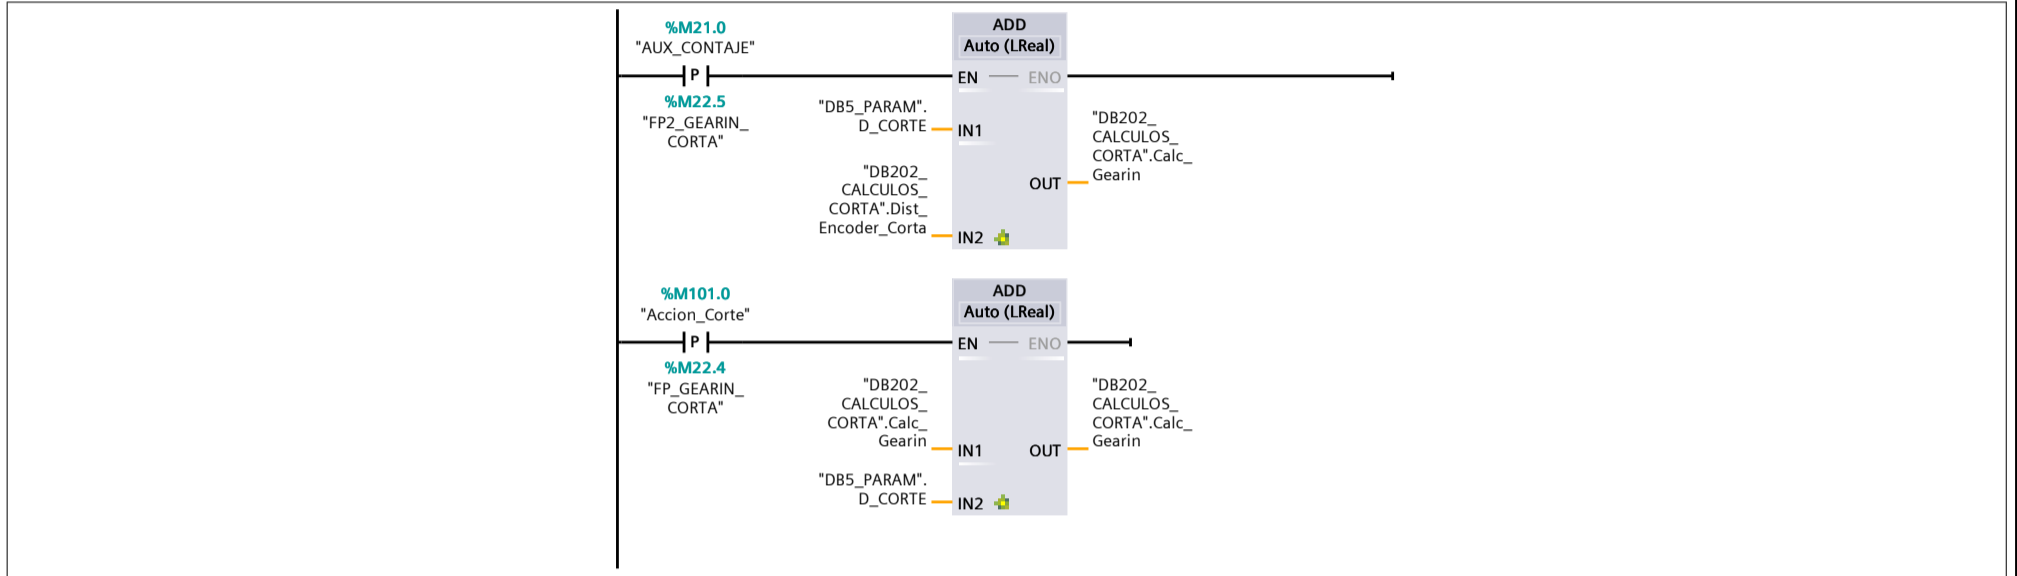 %M21.0
"AUX_CONTAJE"
P
%M22.5
"FP2_GEARIN_
CORTA"
ADD
Auto (LReal)
EN
ENO
"DB5_PARAM".
D_CORTE
IN1
"DB202_
CALCULOS_
CORTA".Dist_
Encoder_Corta
IN2
OUT
"DB202_
CALCULOS_
CORTA".Calc_
Gearin
%M101.0
"Accion_Corte"
P
%M22.4
"FP_GEARIN_
CORTA"
ADD
Auto (LReal)
EN
ENO
"DB202_
CALCULOS_
CORTA".Calc_
Gearin
IN1
"DB5_PARAM".
D_CORTE
IN2
OUT
"DB202_
CALCULOS_
CORTA".Calc_
Gearin